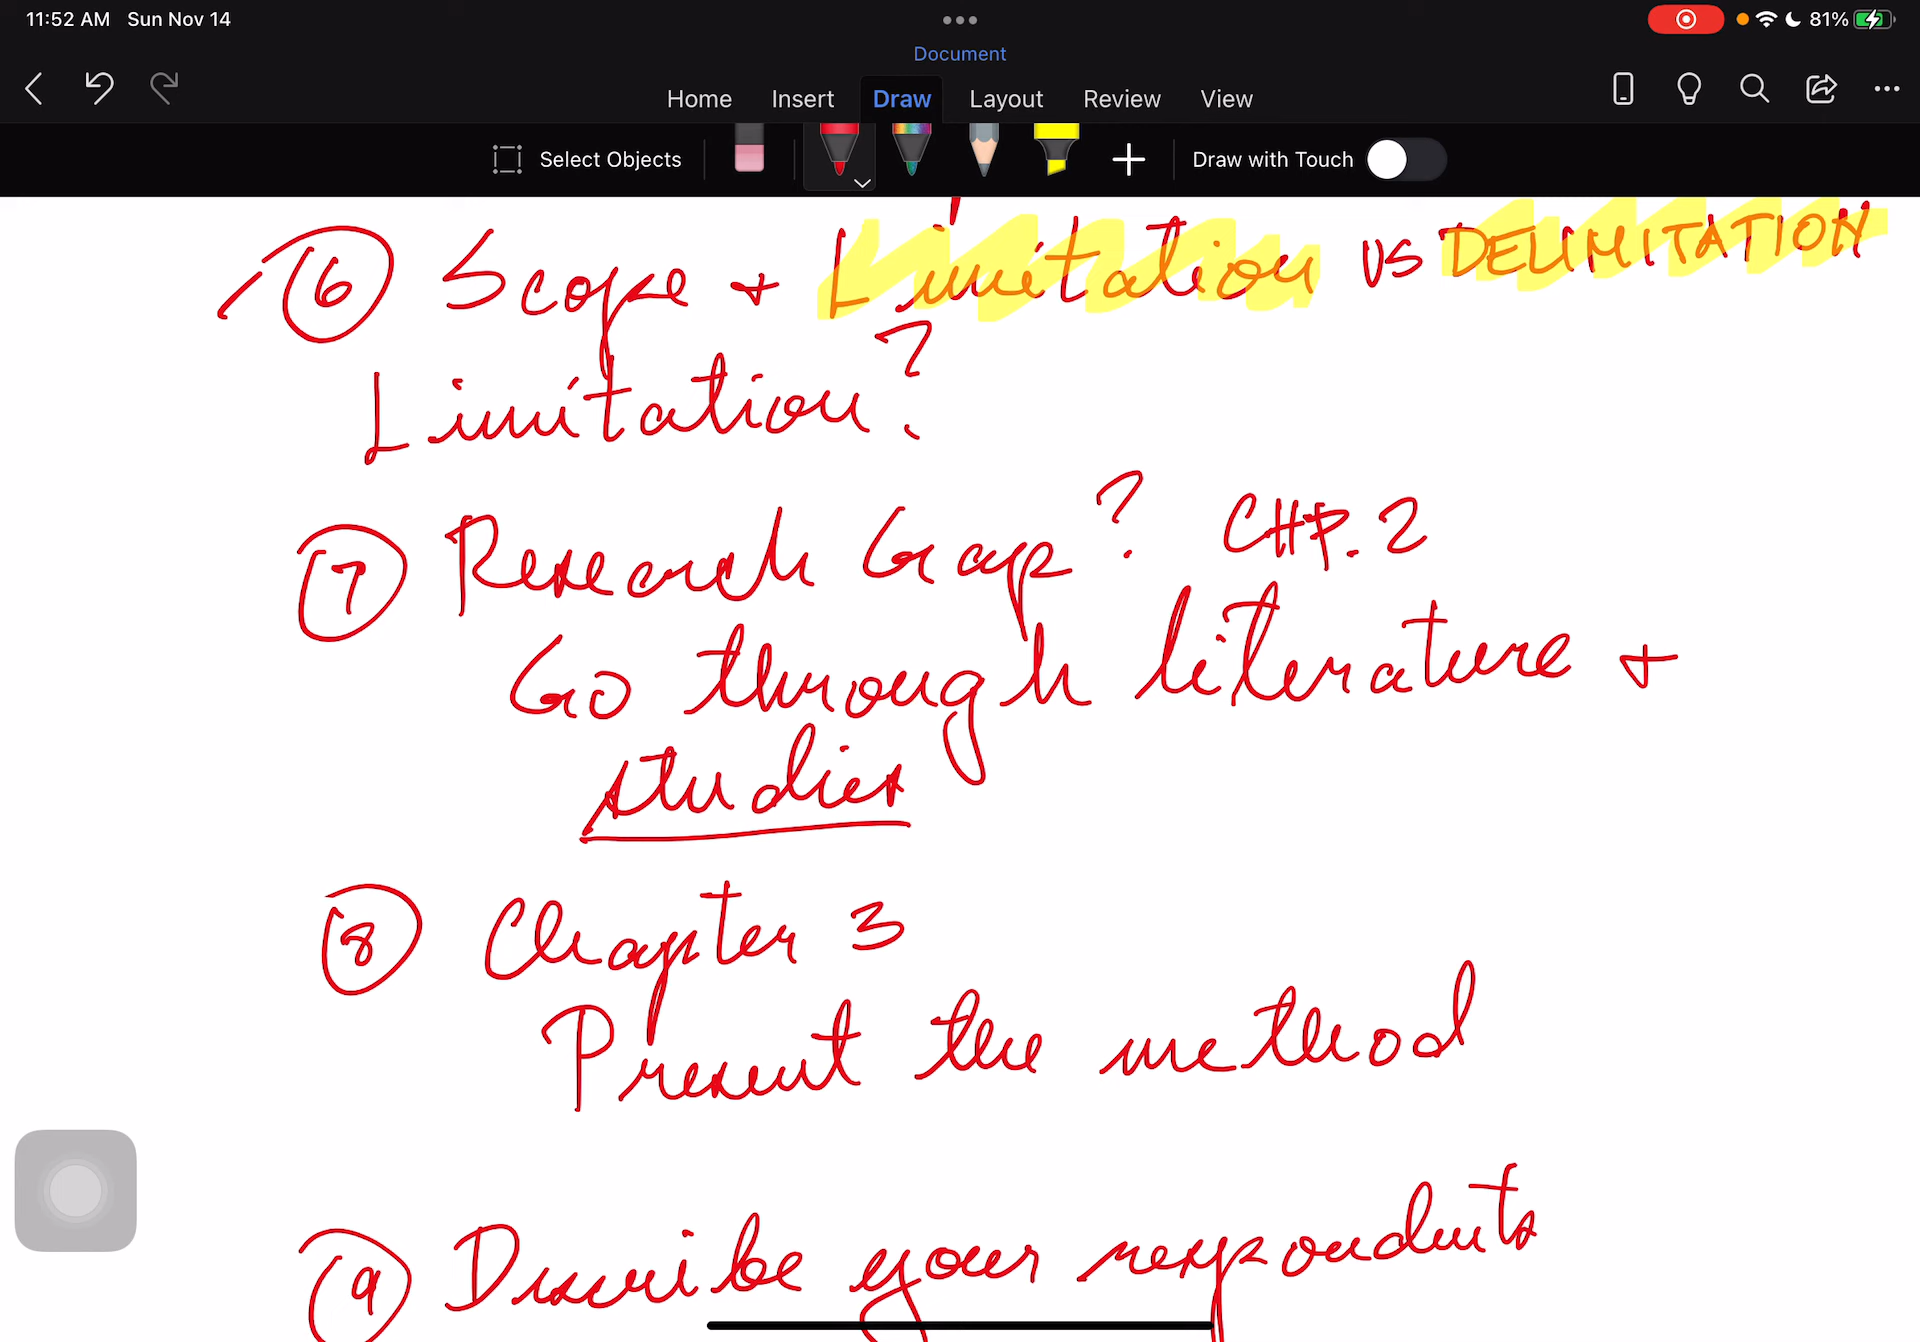 11:52 AM Sun Nov 14
81%
Document
Home Insert Draw Layout Review View
Select Objects
Draw with Touch
6 Scope + Limitation vs DELIMITATION
Limitation?
7 Research Gap? CHP. 2
Go through literature +
studies
8 Chapter 3
Present the method
9 Describe your respondents